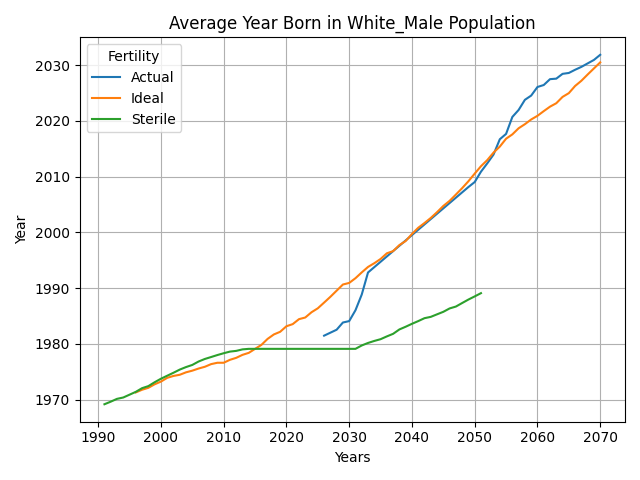 Average Year Born in White_Male Population
Fertility
Actual
Ideal
Sterile
Year
2030
2020
2010
2000
1990
1980
1970
1990 2000 2010 2020 2030 2040 2050 2060 2070
Years